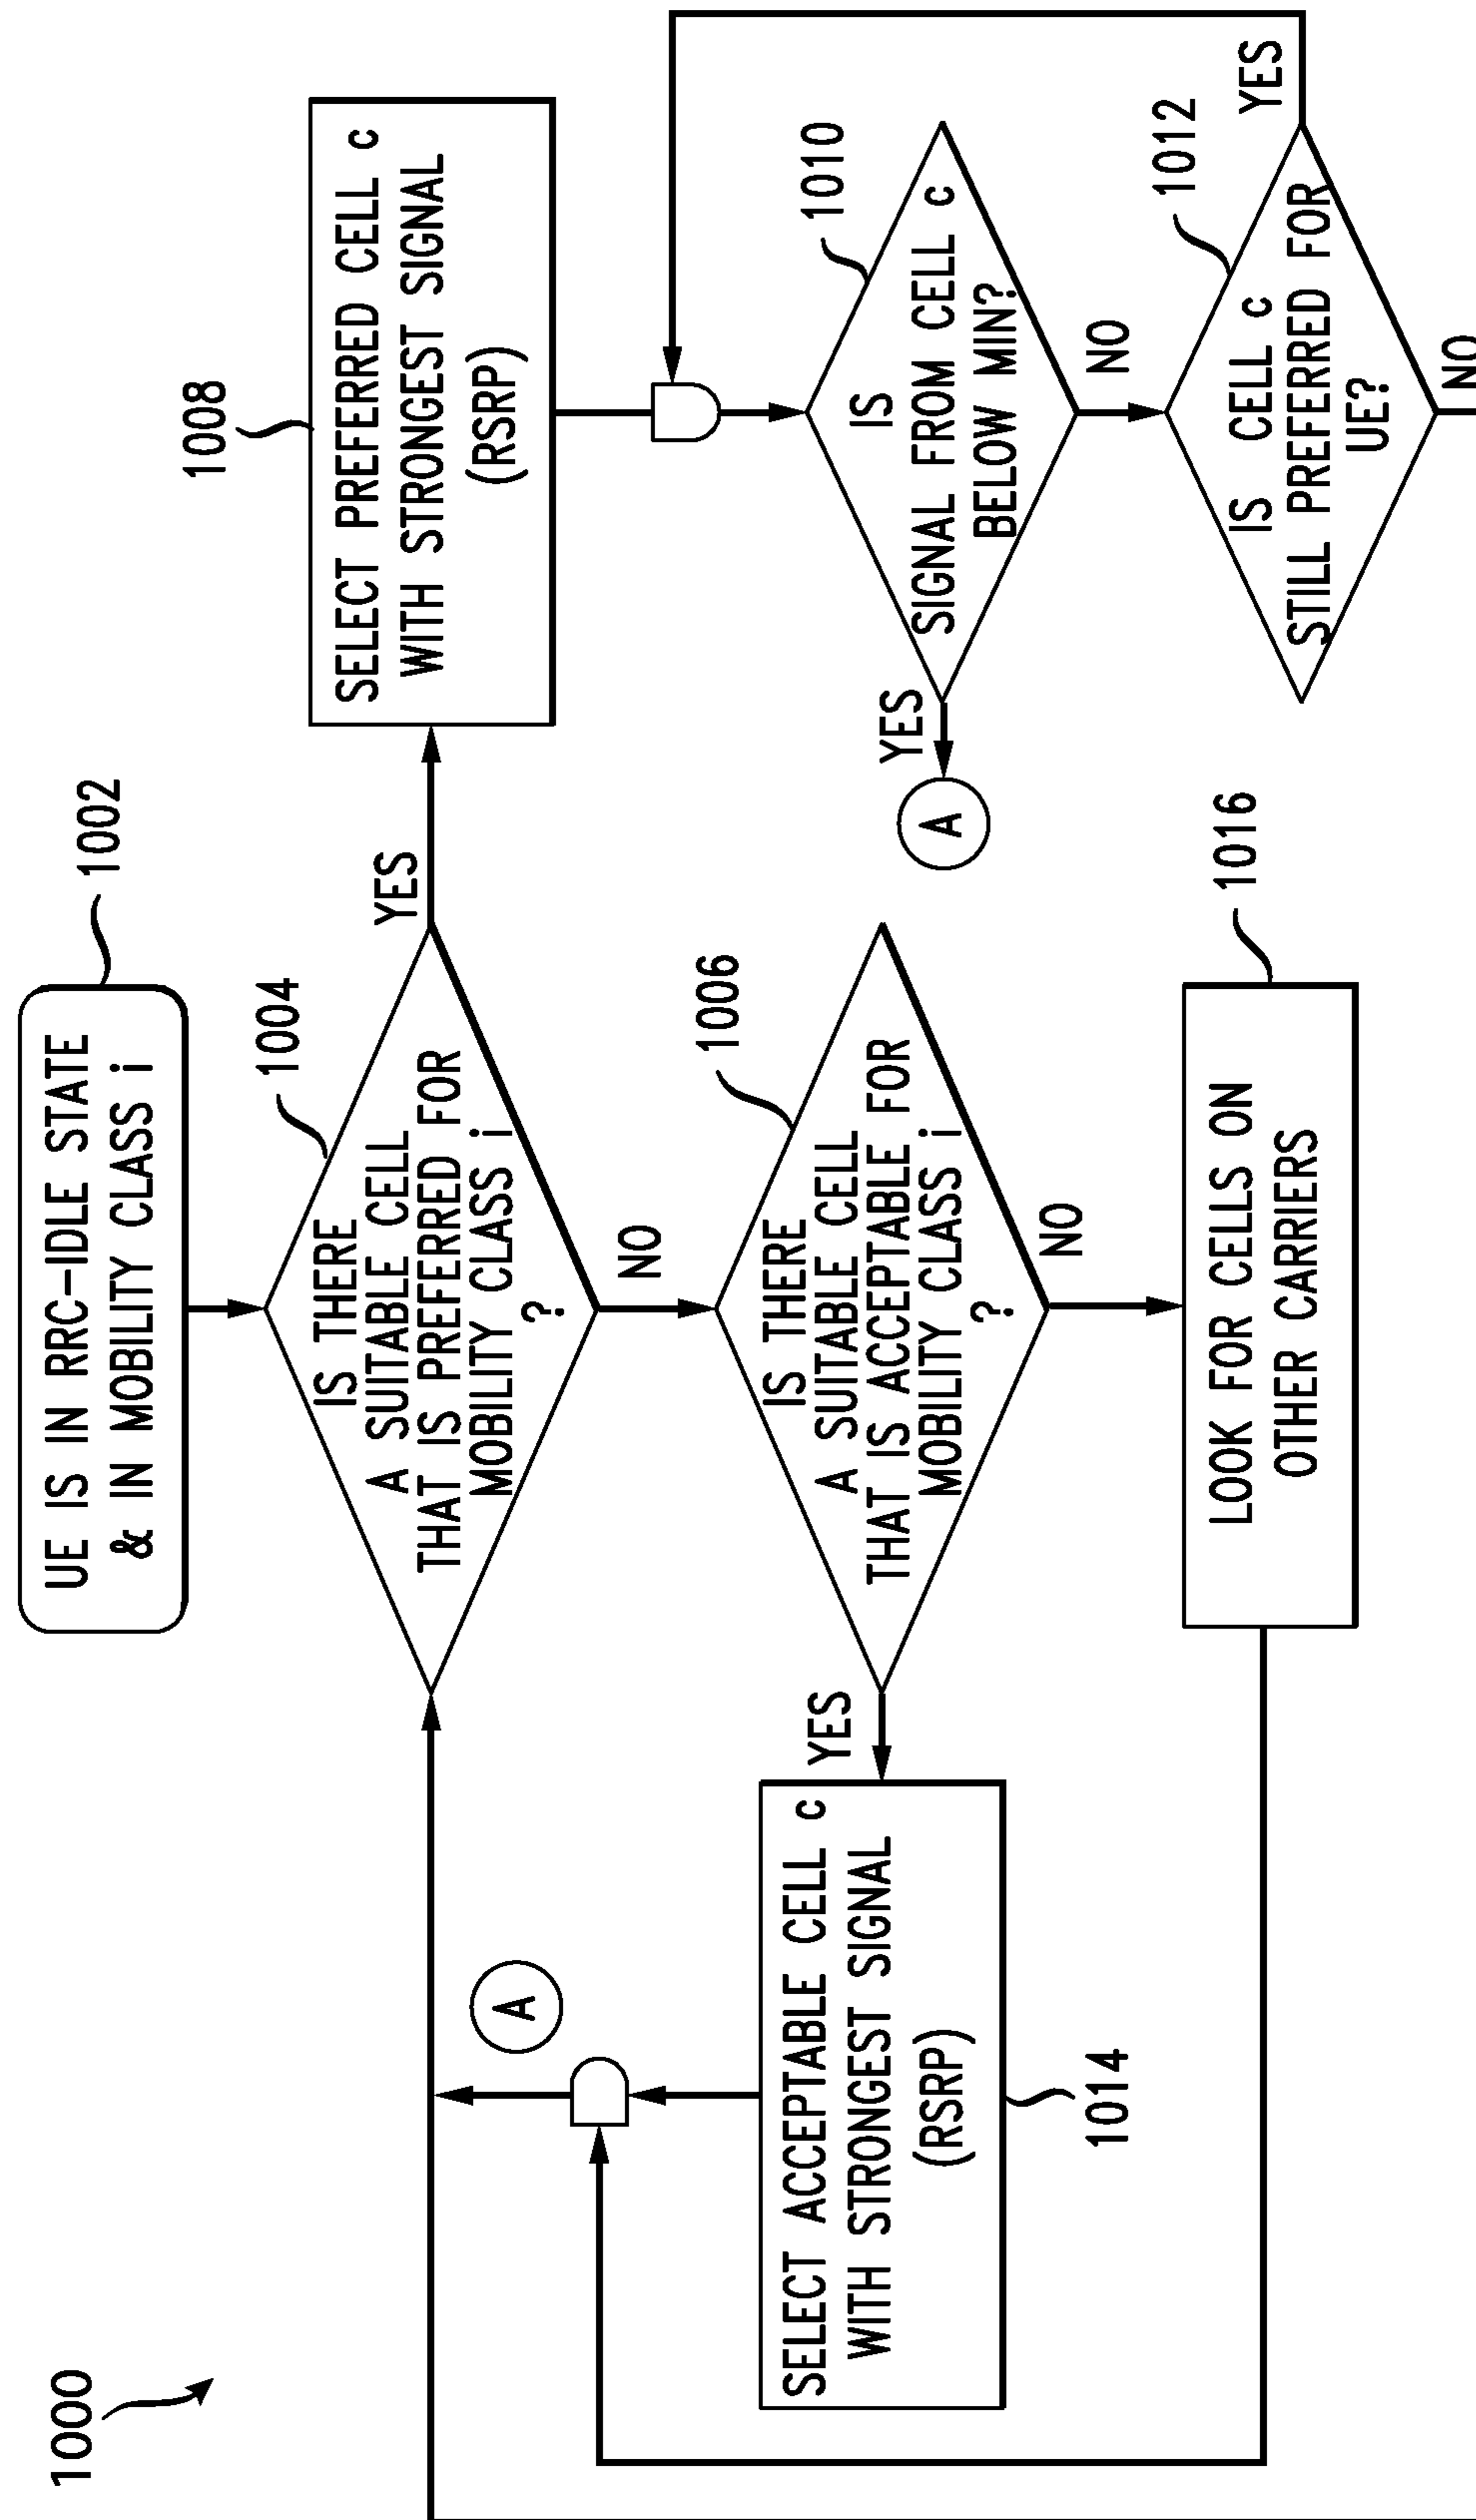 1000
UE IS IN RRC-IDLE STATE
& IN MOBILITY CLASS i
1002
IS THERE
A SUITABLE CELL
THAT IS PREFERRED FOR
MOBILITY CLASS i
?
1004
YES
NO
SELECT PREFERRED CELL c
WITH STRONGEST SIGNAL
(RSRP)
1008
A
IS THERE
A SUITABLE CELL
THAT IS ACCEPTABLE FOR
MOBILITY CLASS i
?
1006
YES
NO
SELECT ACCEPTABLE CELL c
WITH STRONGEST SIGNAL
(RSRP)
1014
IS
SIGNAL FROM CELL c
BELOW MIN?
1010
YES
A
NO
LOOK FOR CELLS ON
OTHER CARRIERS
1016
IS CELL c
STILL PREFERRED FOR
UE?
1012
YES
NO